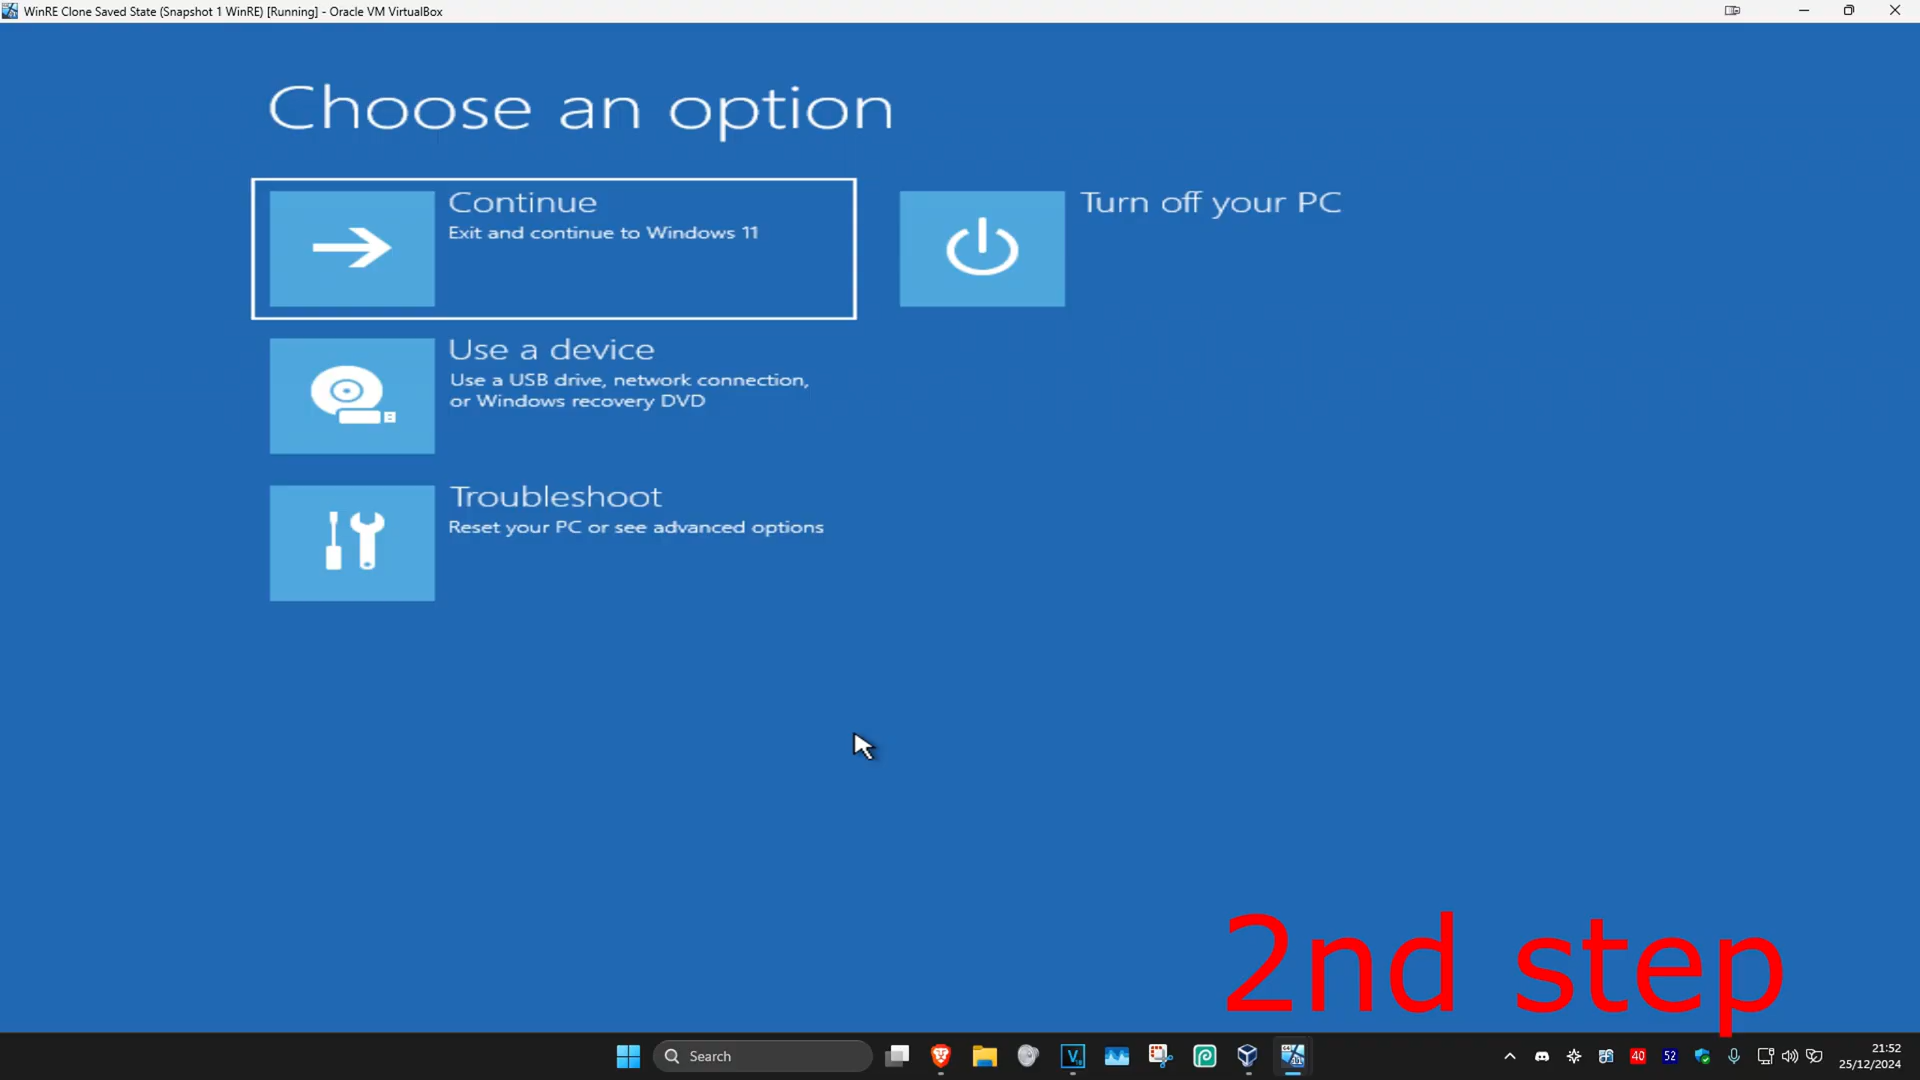 WinRE Clone Saved State (Snapshot 1 WinRE) [Running] - Oracle VM VirtualBox
Choose an option
Continue
Exit and continue to Windows 11
Turn off your PC
Use a device
Use a USB drive, network connection,
or Windows recovery DVD
Troubleshoot
Reset your PC or see advanced options
2nd step
Search
40
52
21:52
25/12/2024